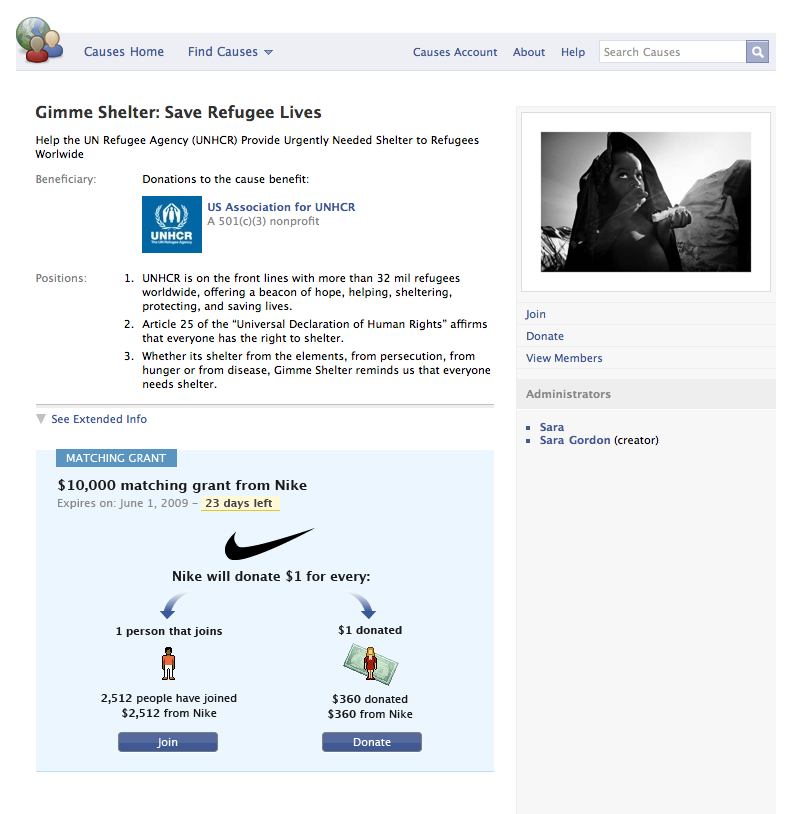 Causes Home
Find Causes
Causes Account
About
Help
Search Causes
Gimme Shelter: Save Refugee Lives
Help the UN Refugee Agency (UNHCR) Provide Urgently Needed Shelter to Refugees
Worlwide
Beneficiary:
Donations to the cause benefit:
UNHCR
The UN Refugee Agency
US Association for UNHCR
A 501(c)(3) nonprofit
Positions:
1. UNHCR is on the front lines with more than 32 mil refugees
worldwide, offering a beacon of hope, helping, sheltering,
protecting, and saving lives.
2. Article 25 of the “Universal Declaration of Human Rights” affirms
that everyone has the right to shelter.
3. Whether its shelter from the elements, from persecution, from
hunger or from disease, Gimme Shelter reminds us that everyone
needs shelter.
See Extended Info
MATCHING GRANT
$10,000 matching grant from Nike
Expires on: June 1, 2009 – 23 days left
Nike will donate $1 for every:
1 person that joins
2,512 people have joined
$2,512 from Nike
Join
$1 donated
$360 donated
$360 from Nike
Donate
Join
Donate
View Members
Administrators
Sara
Sara Gordon (creator)